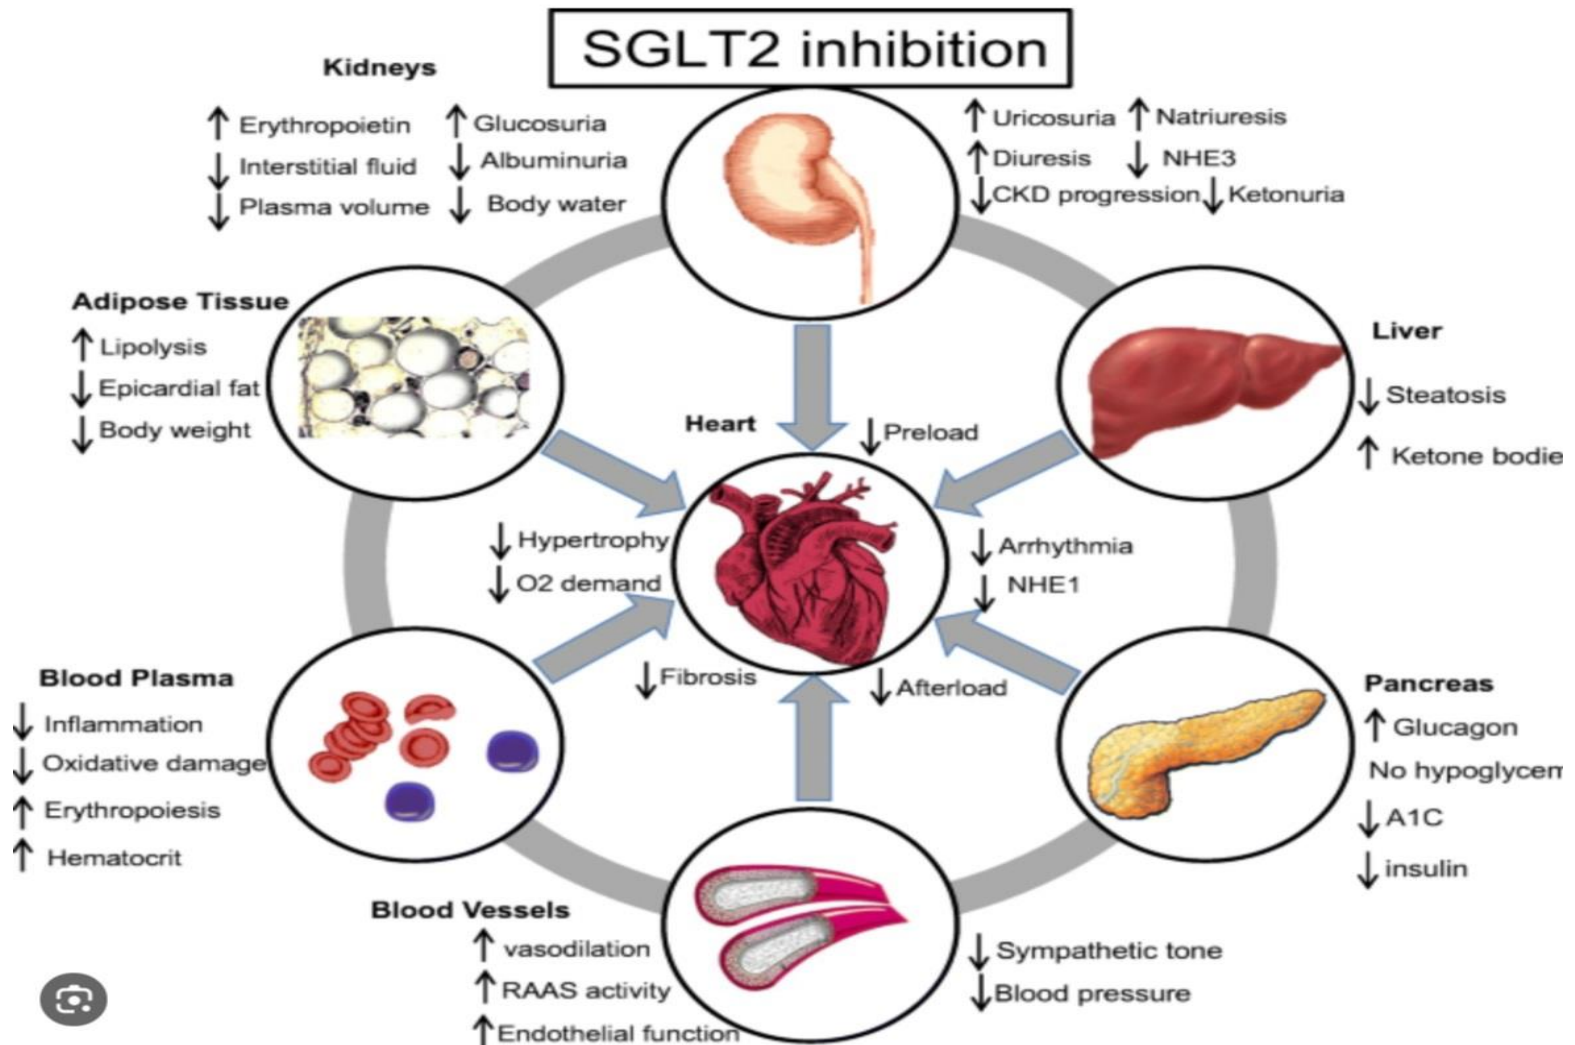 SGLT2 inhibition
Kidneys
↑ Erythropoietin ↑ Glucosuria
↓ Interstitial fluid ↓ Albuminuria
↓ Plasma volume ↓ Body water
↑ Uricosuria ↑ Natriuresis
↑ Diuresis ↓ NHE3
↓ CKD progression ↓ Ketonuria
Adipose Tissue
↑ Lipolysis
↓ Epicardial fat
↓ Body weight
Liver
↓ Steatosis
↑ Ketone bodie
Heart
↓ Preload
↓ Hypertrophy
↓ O2 demand
↓ Arrhythmia
↓ NHE1
↓ Fibrosis
↓ Afterload
Blood Plasma
↓ Inflammation
↓ Oxidative damage
↑ Erythropoiesis
↑ Hematocrit
Pancreas
↑ Glucagon
No hypoglycem
↓ A1C
↓ insulin
Blood Vessels
↑ vasodilation
↑ RAAS activity
↑ Endothelial function
↓ Sympathetic tone
↓ Blood pressure